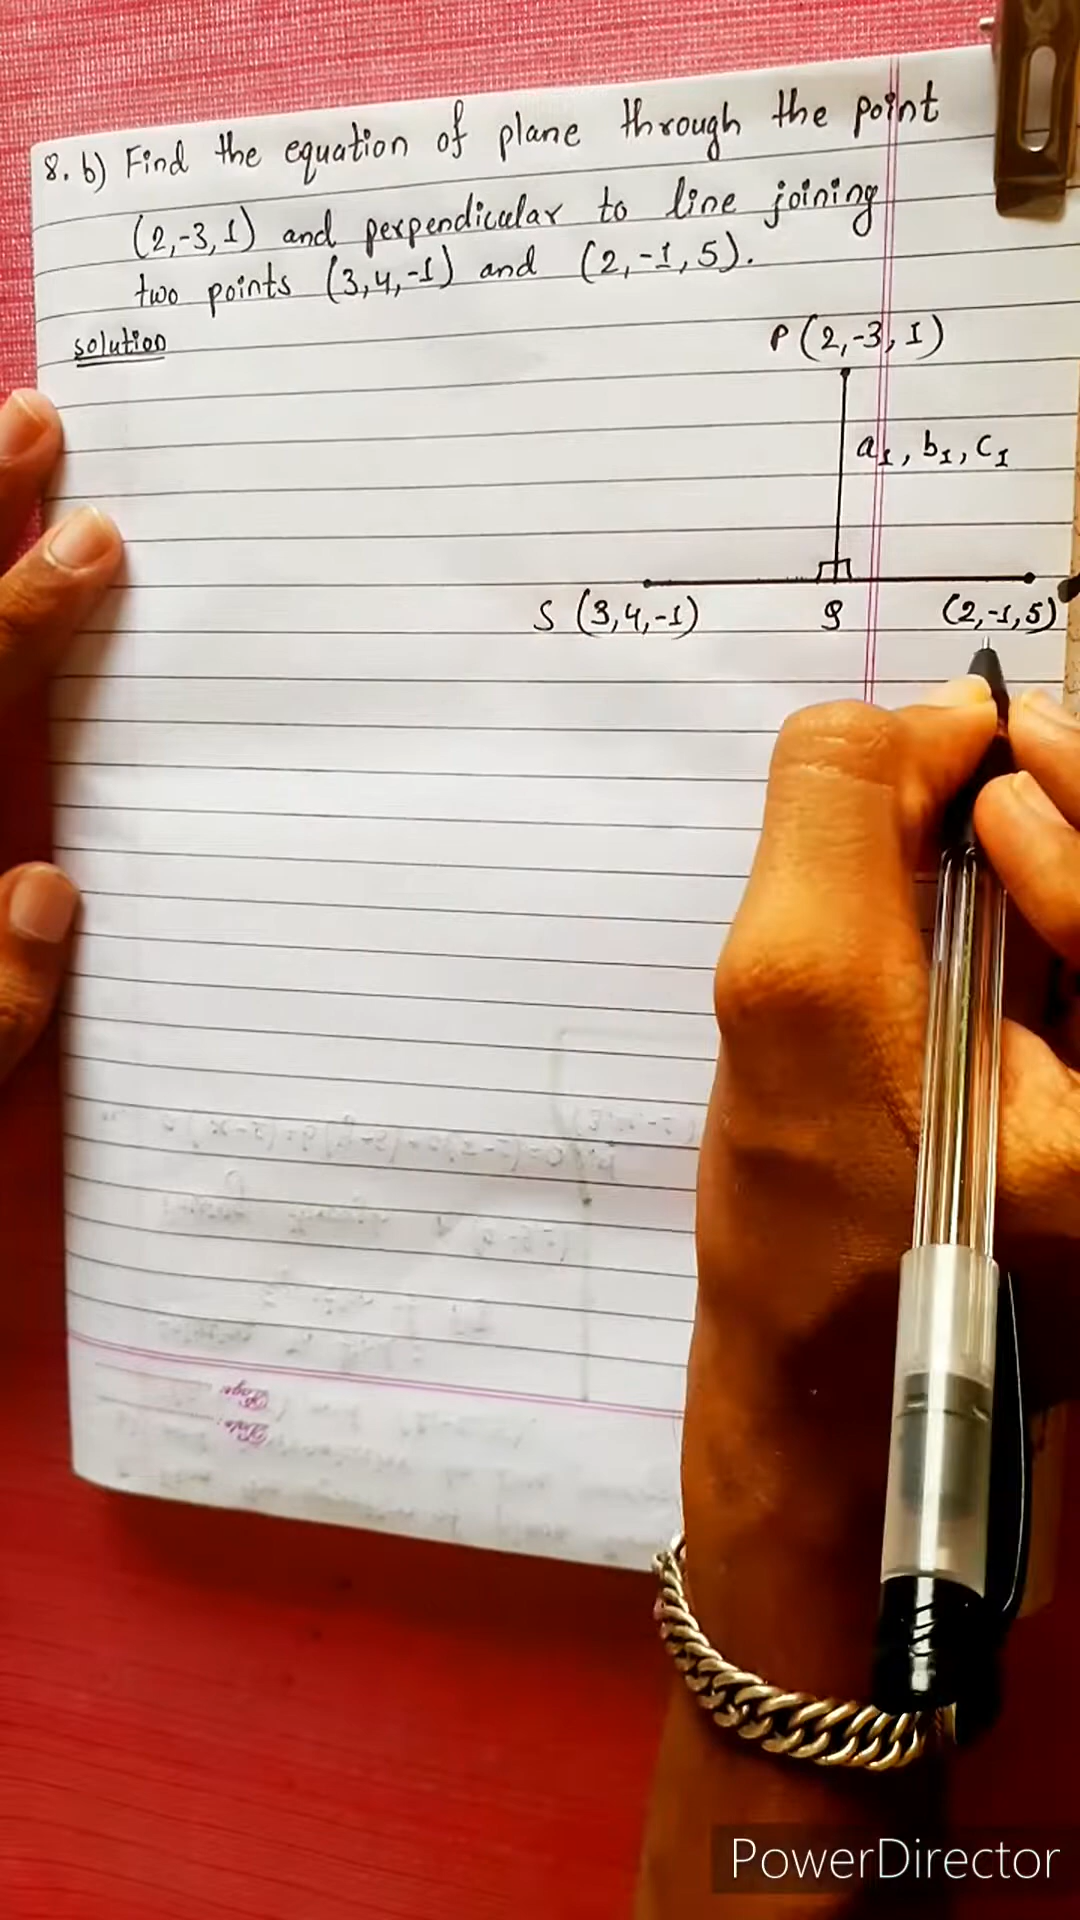 8. b) Find the equation of plane through the point
(2,-3,1) and perpendicular to line joining
two points (3,4,-1) and (2,-1,5).
solution
P (2,-3,1)
a₁, b₁, c₁
S (3,4,-1) Q (2,-1,5)
Page:
Date:
PowerDirector